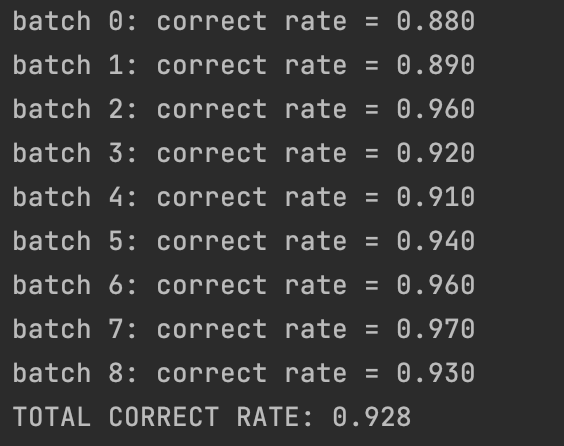 batch 0: correct rate = 0.880
batch 1: correct rate = 0.890
batch 2: correct rate = 0.960
batch 3: correct rate = 0.920
batch 4: correct rate = 0.910
batch 5: correct rate = 0.940
batch 6: correct rate = 0.960
batch 7: correct rate = 0.970
batch 8: correct rate = 0.930
TOTAL CORRECT RATE: 0.928